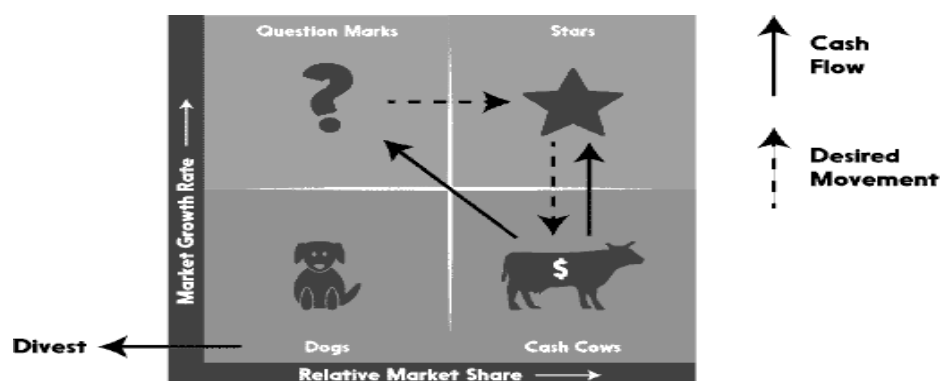 Question Marks
Stars
?
Cash
Flow
Desired
Movement
Market Growth Rate
$
Divest
Dogs
Cash Cows
Relative Market Share